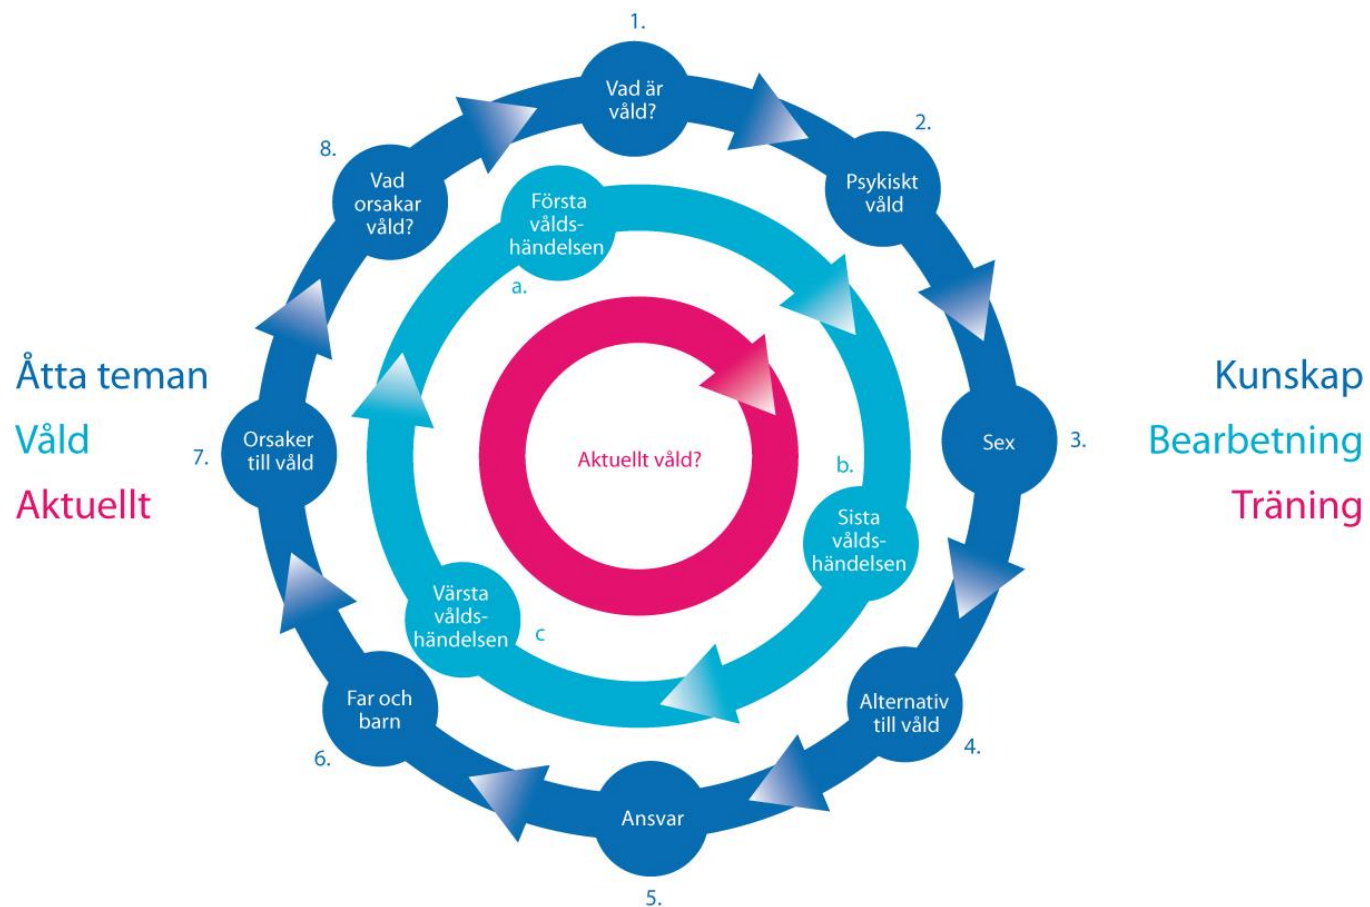 1.
Vad är
våld?
2.
Psykiskt
våld
3.
Sex
4.
Alternativ
till våld
5.
Ansvar
6.
Far och
barn
7.
Orsaker
till våld
8.
Vad
orsakar
våld?
a.
Första
vålds-
händelsen
b.
Sista
vålds-
händelsen
c
Värsta
vålds-
händelsen
Aktuellt våld?
Åtta teman
Våld
Aktuellt
Kunskap
Bearbetning
Träning